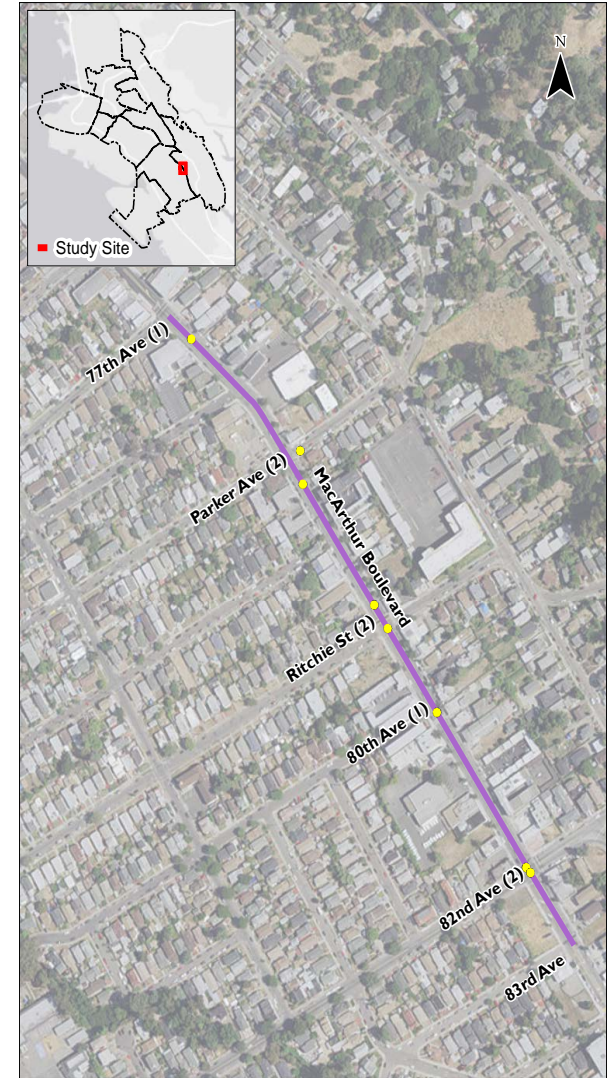 N
Study Site
77th Ave (1)
Parker Ave (2)
MacArthur Boulevard
Ritchie St (2)
80th Ave (1)
82nd Ave (2)
83rd Ave